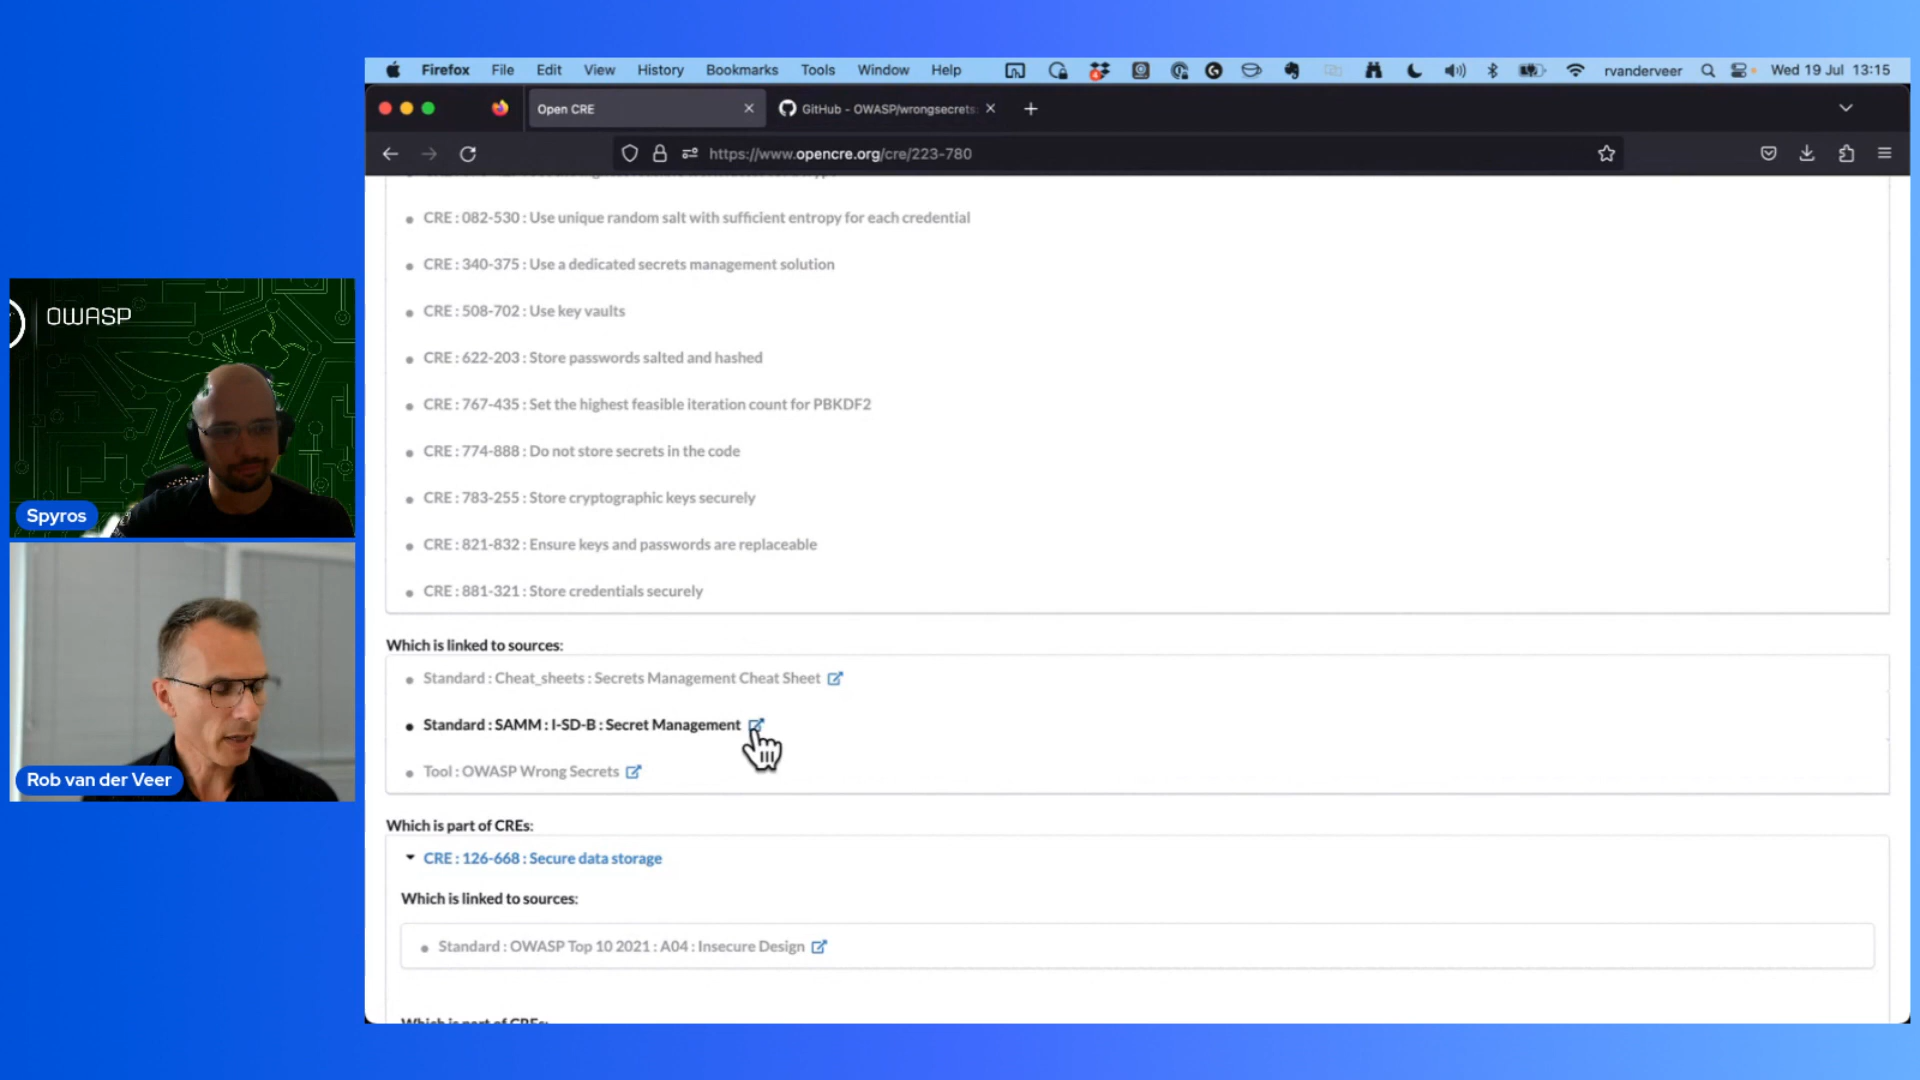 Firefox File Edit View History Bookmarks Tools Window Help rvanderveer Wed 19 Jul 13:15
Open CRE
GitHub - OWASP/wrongsecrets:
https://www.opencre.org/cre/223-780
CRE : 082-530 : Use unique random salt with sufficient entropy for each credential
CRE : 340-375 : Use a dedicated secrets management solution
CRE : 508-702 : Use key vaults
CRE : 622-203 : Store passwords salted and hashed
CRE : 767-435 : Set the highest feasible iteration count for PBKDF2
CRE : 774-888 : Do not store secrets in the code
CRE : 783-255 : Store cryptographic keys securely
CRE : 821-832 : Ensure keys and passwords are replaceable
CRE : 881-321 : Store credentials securely
Which is linked to sources:
Standard : Cheat_sheets : Secrets Management Cheat Sheet
Standard : SAMM : I-SD-B : Secret Management
Tool : OWASP Wrong Secrets
Which is part of CREs:
CRE : 126-668 : Secure data storage
Which is linked to sources:
Standard : OWASP Top 10 2021 : A04 : Insecure Design
Which is part of CREs:
OWASP
Spyros
Rob van der Veer